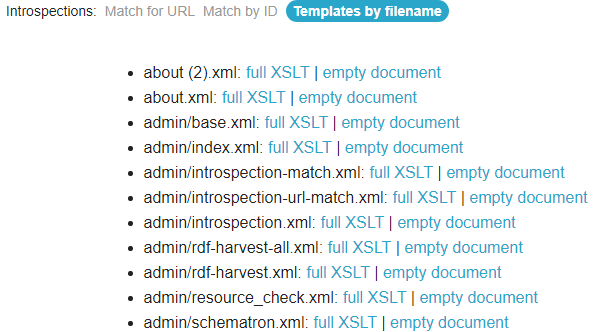 Introspections: Match for URL Match by ID Templates by filename
• about (2).xml: full XSLT | empty document
• about.xml: full XSLT | empty document
• admin/base.xml: full XSLT | empty document
• admin/index.xml: full XSLT | empty document
• admin/introspection-match.xml: full XSLT | empty document
• admin/introspection-url-match.xml: full XSLT | empty document
• admin/introspection.xml: full XSLT | empty document
• admin/rdf-harvest-all.xml: full XSLT | empty document
• admin/rdf-harvest.xml: full XSLT | empty document
• admin/resource_check.xml: full XSLT | empty document
• admin/schematron.xml: full XSLT | empty document